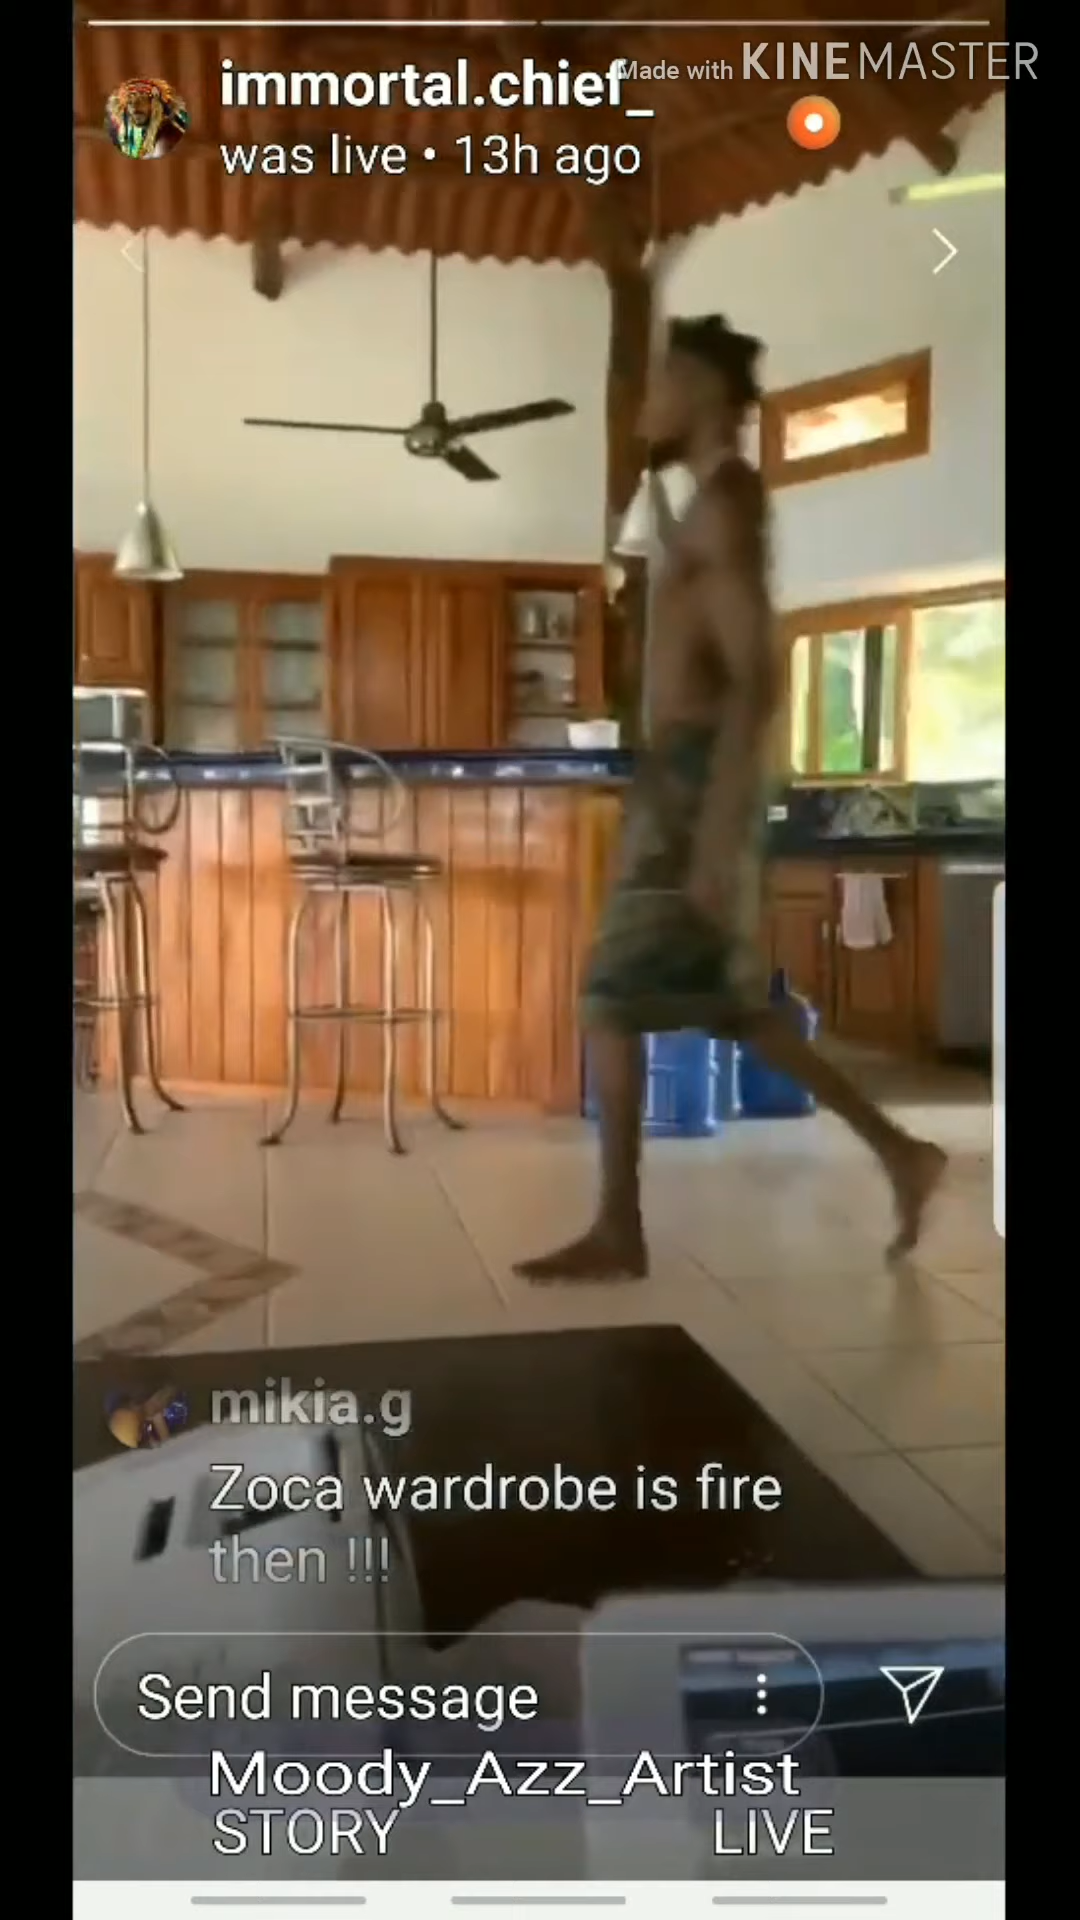 Made with KINEMASTER
immortal.chief_
was live • 13h ago
mikia.g
Zoca wardrobe is fire
then !!!
Send message
Moody_Azz_Artist
STORY LIVE